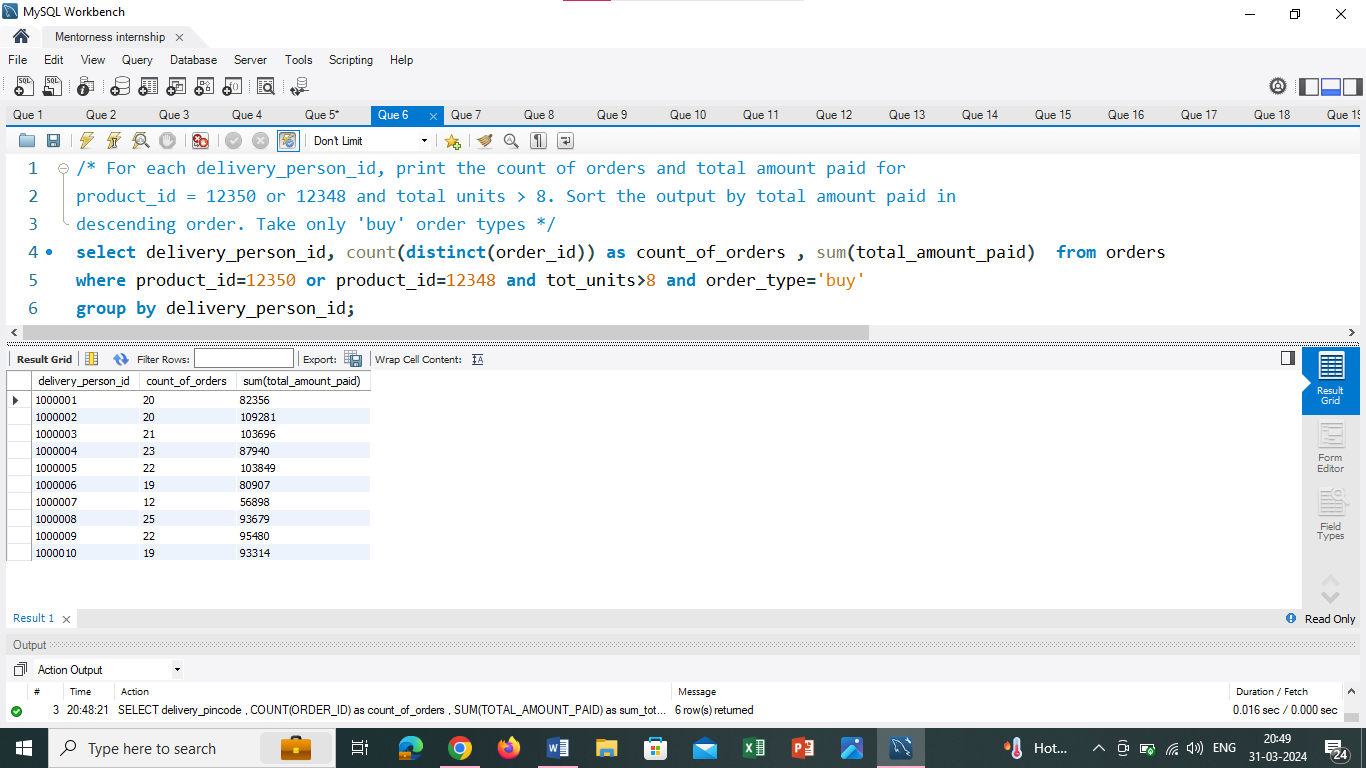 MySQL Workbench
Mentorness internship
File Edit View Query Database Server Tools Scripting Help
Que 1 Que 2 Que 3 Que 4 Que 5* Que 6 Que 7 Que 8 Que 9 Que 10 Que 11 Que 12 Que 13 Que 14 Que 15 Que 16 Que 17 Que 18 Que 19
Don't Limit
1 /* For each delivery_person_id, print the count of orders and total amount paid for
2 product_id = 12350 or 12348 and total units > 8. Sort the output by total amount paid in
3 descending order. Take only 'buy' order types */
4 select delivery_person_id, count(distinct(order_id)) as count_of_orders , sum(total_amount_paid)  from orders
5 where product_id=12350 or product_id=12348 and tot_units>8 and order_type='buy'
6 group by delivery_person_id;
Result Grid Filter Rows: Export: Wrap Cell Content:
delivery_person_id count_of_orders sum(total_amount_paid)
1000001 20 82356
1000002 20 109281
1000003 21 103696
1000004 23 87940
1000005 22 103849
1000006 19 80907
1000007 12 56898
1000008 25 93679
1000009 22 95480
1000010 19 93314
Result
Grid
Form
Editor
Field
Types
Result 1
Read Only
Output
Action Output
# Time Action Message Duration / Fetch
3 20:48:21 SELECT delivery_pincode , COUNT(ORDER_ID) as count_of_orders , SUM(TOTAL_AMOUNT_PAID) as sum_tot... 6 row(s) returned 0.016 sec / 0.000 sec
Type here to search
Hot...
ENG
20:49
31-03-2024
24